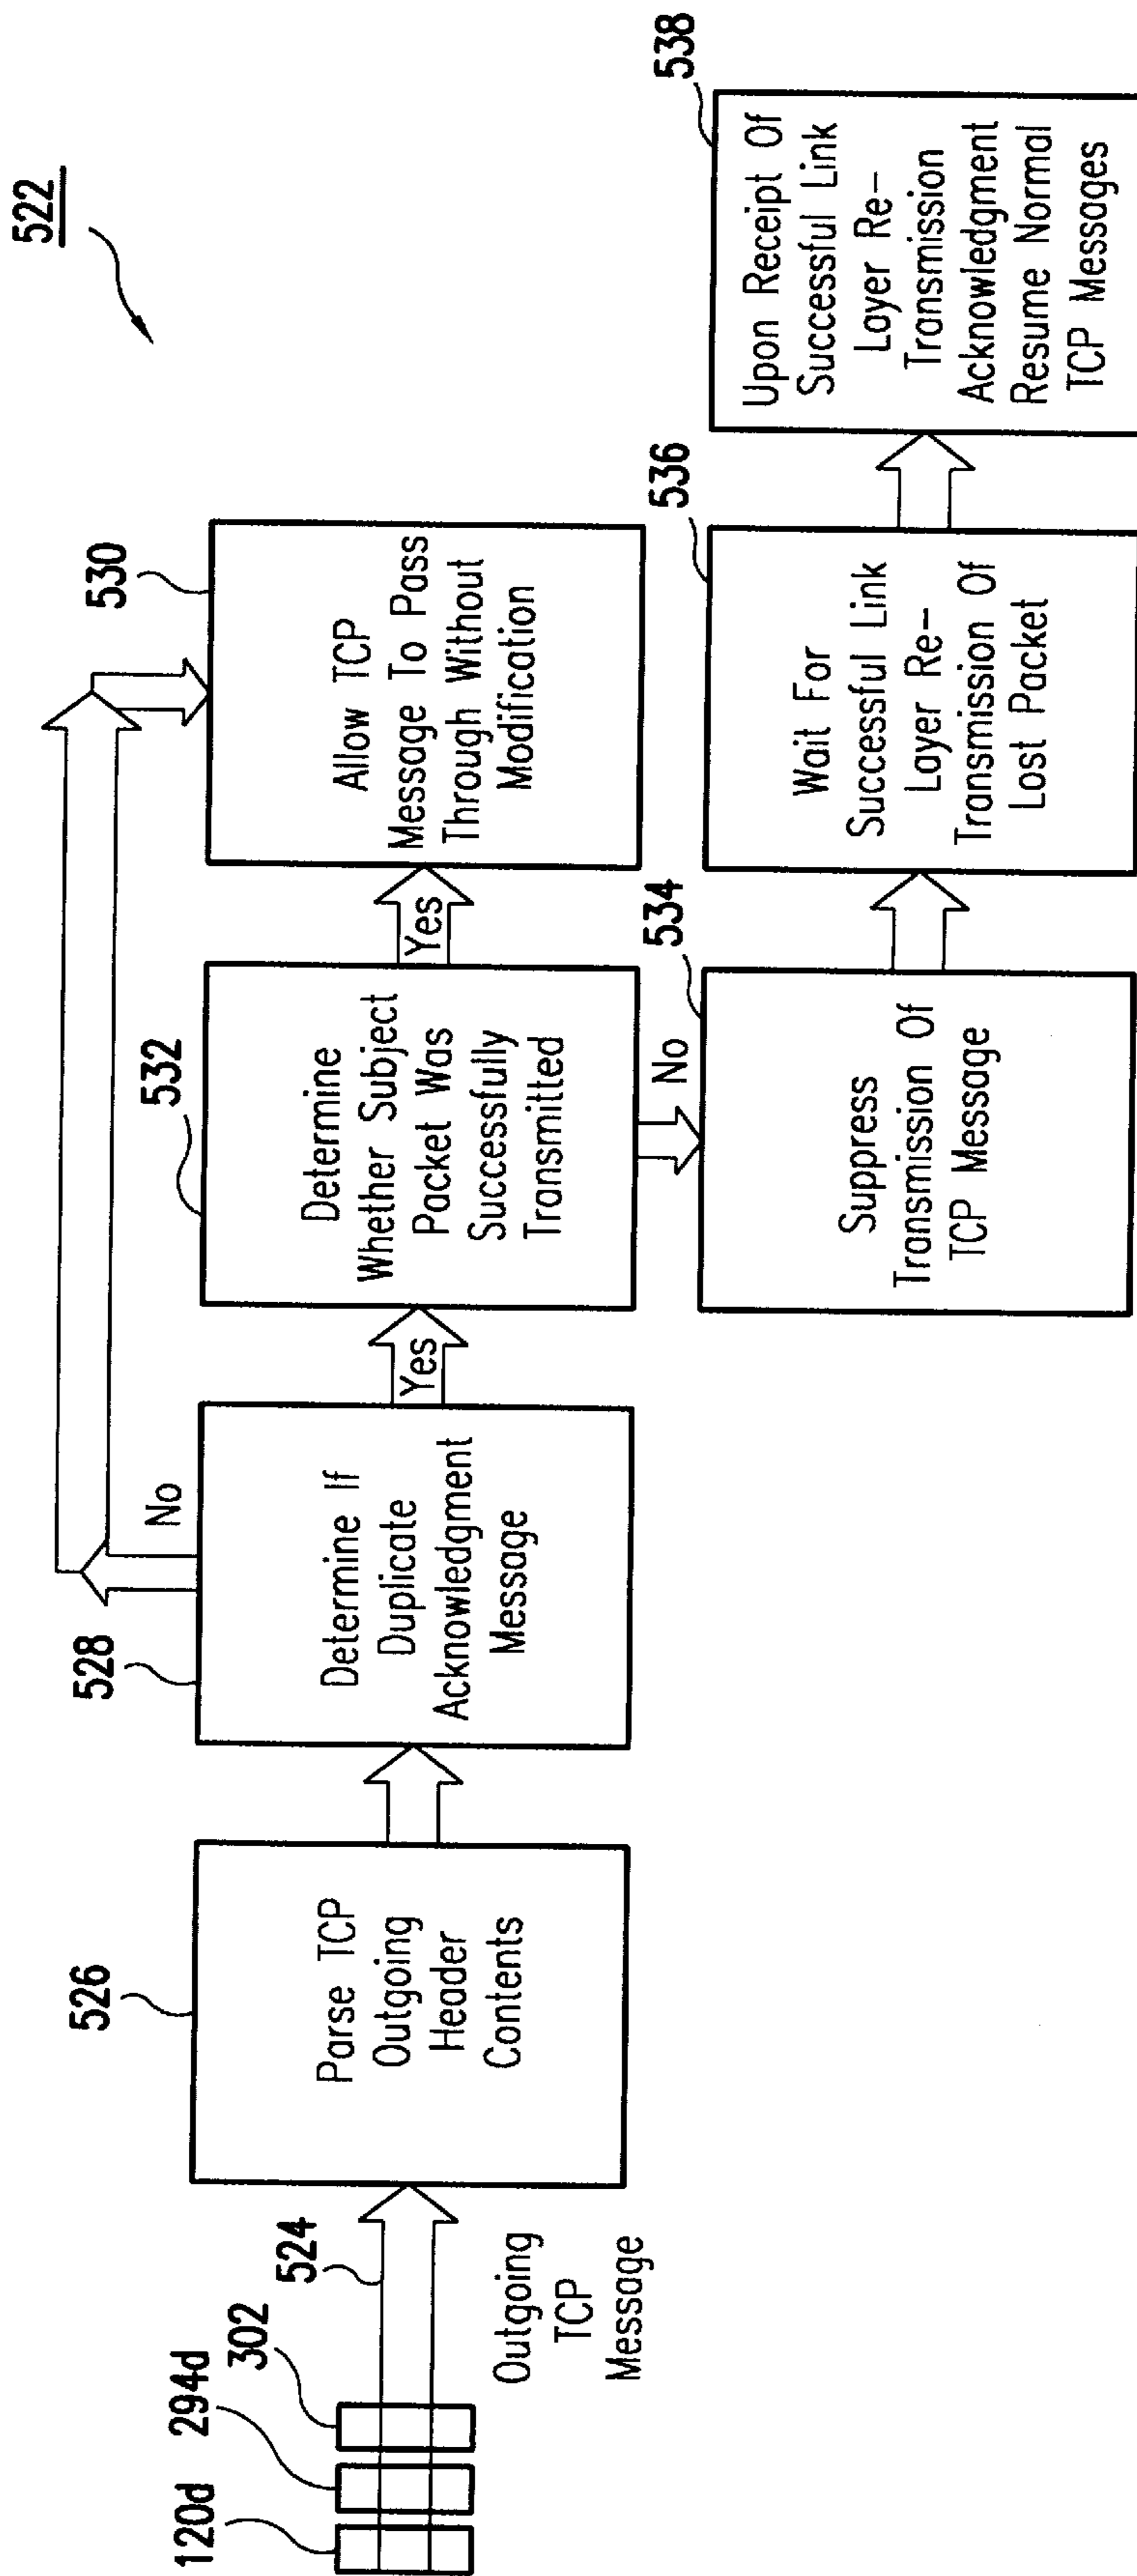 522
120d
294d
302
524
Outgoing
TCP
Message
526
Parse TCP
Outgoing
Header
Contents
528
Determine If
Duplicate
Acknowledgment
Message
No
Yes
532
Determine
Whether Subject
Packet Was
Successfully
Transmitted
Yes
530
Allow TCP
Message To Pass
Through Without
Modification
No
534
Suppress
Transmission Of
TCP Message
536
Wait For
Successful Link
Layer Re-
Transmission Of
Lost Packet
538
Upon Receipt Of
Successful Link
Layer Re-
Transmission
Acknowledgment
Resume Normal
TCP Messages